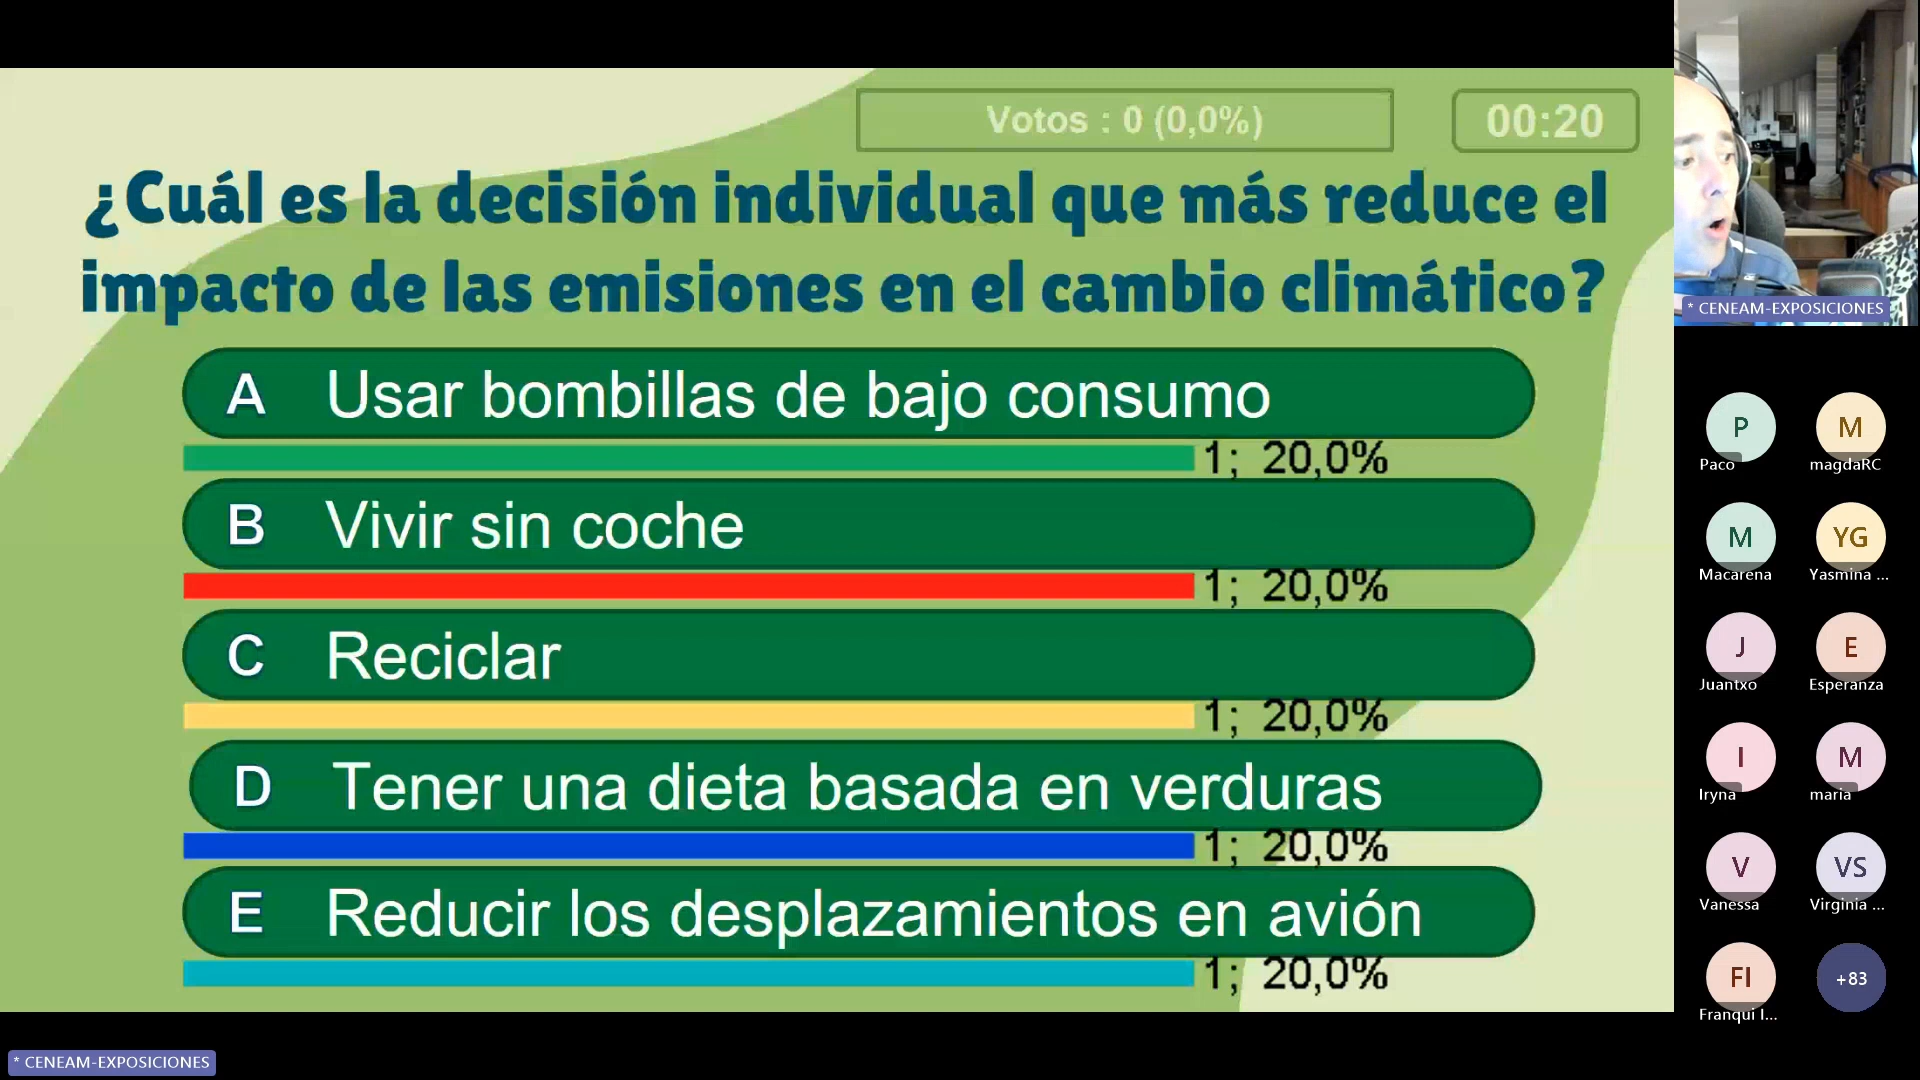 Votos : 0 (0,0%)
00:20
¿Cuál es la decisión individual que más reduce el
impacto de las emisiones en el cambio climático?
A Usar bombillas de bajo consumo
1; 20,0%
B Vivir sin coche
1; 20,0%
C Reciclar
1; 20,0%
D Tener una dieta basada en verduras
1; 20,0%
E Reducir los desplazamientos en avión
1; 20,0%
* CENEAM-EXPOSICIONES
P M
Paco magdaRC
M YG
Macarena Yasmina ...
J E
Juantxo Esperanza
I M
Iryna maria
V VS
Vanessa Virginia ...
FI +83
Franqui I...
* CENEAM-EXPOSICIONES